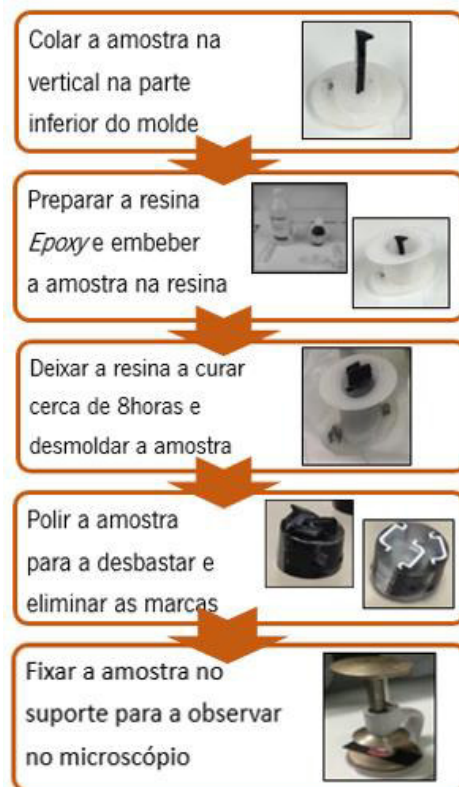 Colar a amostra na
vertical na parte
inferior do molde
Preparar a resina
Epoxy e embeber
a amostra na resina
Deixar a resina a curar
cerca de 8horas e
desmoldar a amostra
Polir a amostra
para a desbastar e
eliminar as marcas
Fixar a amostra no
suporte para a observar
no microscópio